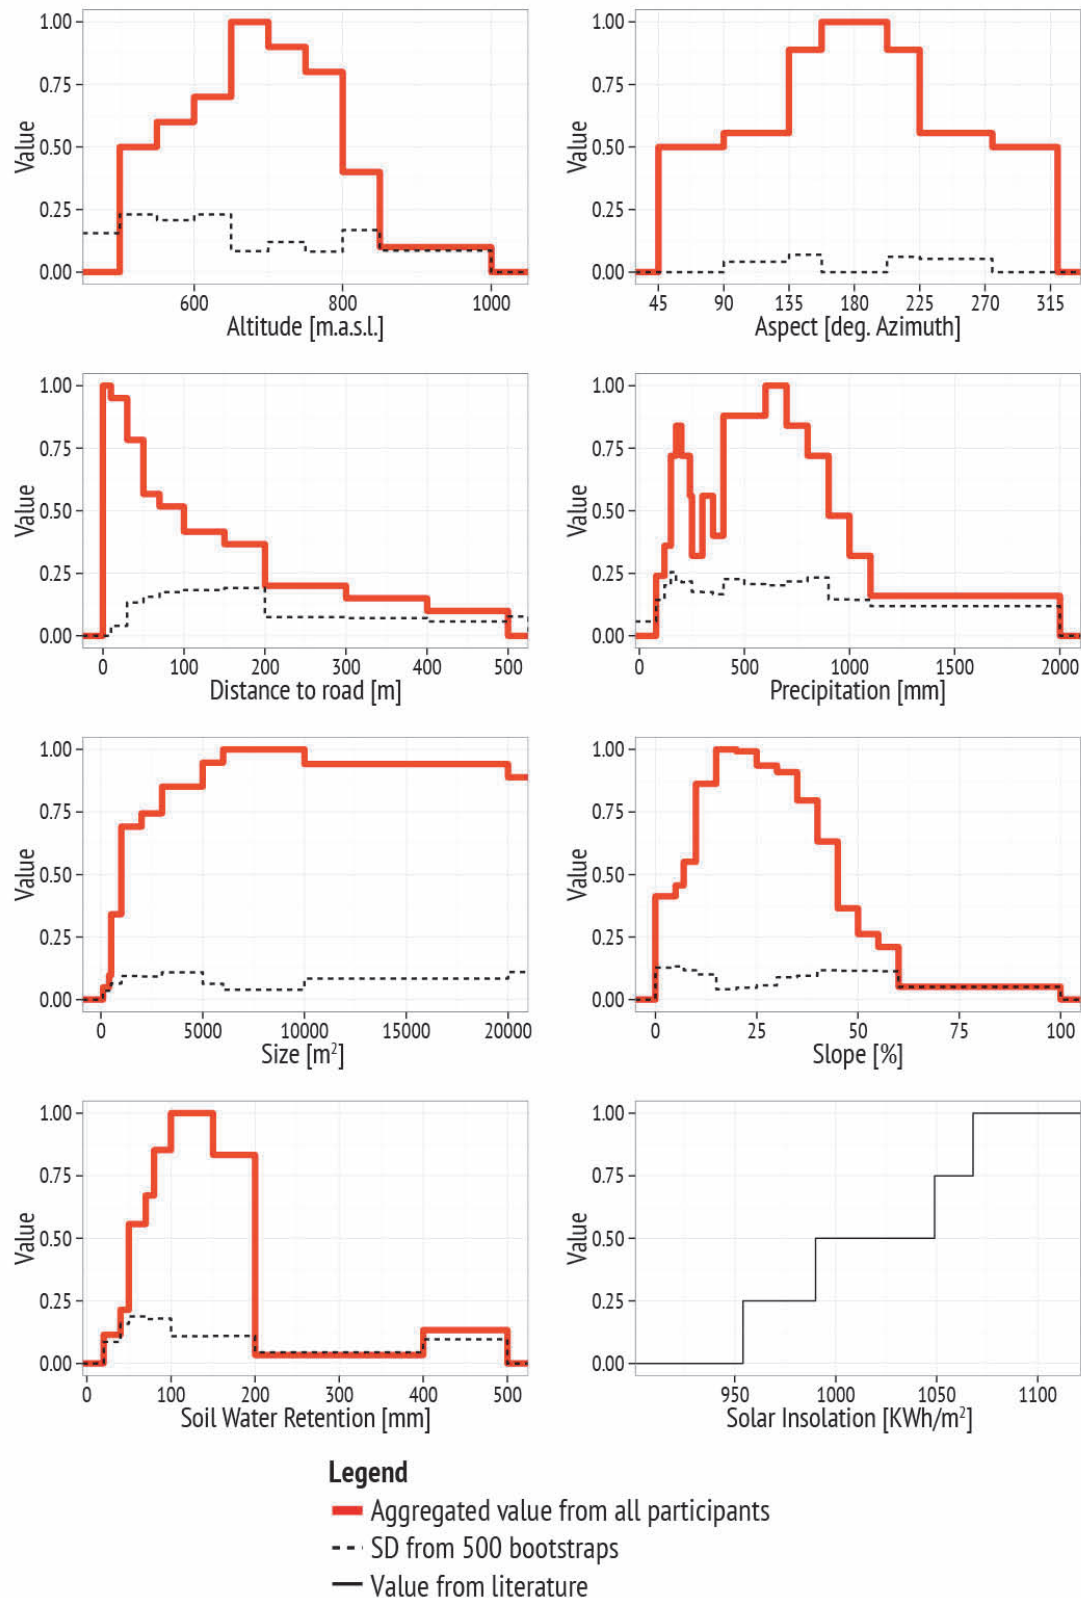 1.00
0.75
0.50
0.25
0.00
Value
600 800 1000
Altitude [m.a.s.l.]
1.00
0.75
0.50
0.25
0.00
Value
45 90 135 180 225 270 315
Aspect [deg. Azimuth]
1.00
0.75
0.50
0.25
0.00
Value
0 100 200 300 400 500
Distance to road [m]
1.00
0.75
0.50
0.25
0.00
Value
0 500 1000 1500 2000
Precipitation [mm]
1.00
0.75
0.50
0.25
0.00
Value
0 5000 10000 15000 20000
Size [m²]
1.00
0.75
0.50
0.25
0.00
Value
0 25 50 75 100
Slope [%]
1.00
0.75
0.50
0.25
0.00
Value
0 100 200 300 400 500
Soil Water Retention [mm]
1.00
0.75
0.50
0.25
0.00
Value
950 1000 1050 1100
Solar Insolation [KWh/m²]
Legend
Aggregated value from all participants
SD from 500 bootstraps
Value from literature